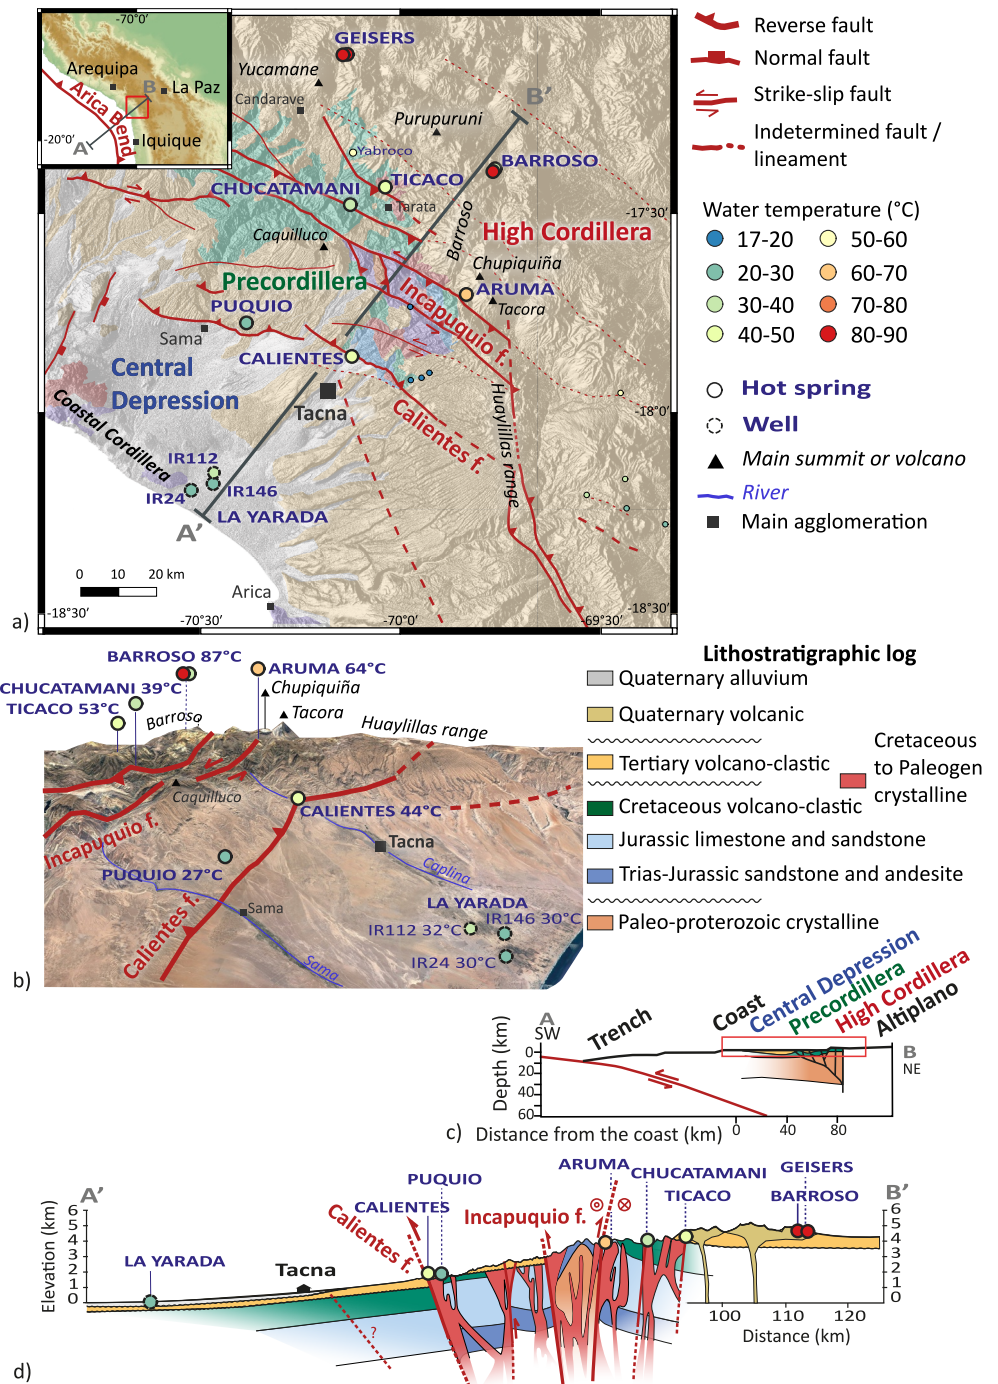 -70°0'
Arequipa
La Paz
B
Arica Bend
-20°0'
A
Iquique
GEISERS
Yucamane
Candarave
Purupuruni
B'
Yabroço
BARROSO
TICACO
CHUCATAMANI
Tarata
-17°30'
Caquilluco
Barroso
High Cordillera
Chupiquiña
Precordillera
ARUMA
PUQUIO
Incapuquio f.
Tacora
Sama
CALIENTES
Central
Depression
Tacna
Huaylillas range
Coastal Cordillera
Calientes f.
-18°0'
IR112
IR24
IR146
LA YARADA
A'
0 10 20 km
Arica
-18°30'
-70°30'
-70°0'
-69°30'
-18°30'
a)
Reverse fault
Normal fault
Strike-slip fault
Indetermined fault /
lineament
Water temperature (°C)
17-20
50-60
20-30
60-70
30-40
70-80
40-50
80-90
Hot spring
Well
Main summit or volcano
River
Main agglomeration
BARROSO 87°C
ARUMA 64°C
CHUCATAMANI 39°C
Chupiquiña
TICACO 53°C
Barroso
Tacora
Huaylillas range
Caquilluco
CALIENTES 44°C
Incapuquio f.
Tacna
PUQUIO 27°C
Caplina
Calientes f.
Sama
LA YARADA
IR146 30°C
IR112 32°C
Sama
IR24 30°C
b)
Lithostratigraphic log
Quaternary alluvium
Quaternary volcanic
Tertiary volcano-clastic
Cretaceous
to Paleogen
crystalline
Cretaceous volcano-clastic
Jurassic limestone and sandstone
Trias-Jurassic sandstone and andesite
Paleo-proterozoic crystalline
A
SW
Trench
Coast
Central Depression
Precordillera
High Cordillera
Altiplano
B
NE
Depth (km)
0
20
40
60
0 40 80
c) Distance from the coast (km)
A'
PUQUIO
CALIENTES
Calientes f.
Incapuquio f.
ARUMA
CHUCATAMANI
TICACO
GEISERS
BARROSO
B'
Elevation (km)
6
5
4
3
2
1
0
LA YARADA
Tacna
?
6
5
4
3
2
1
0
100 110 120
Distance (km)
d)